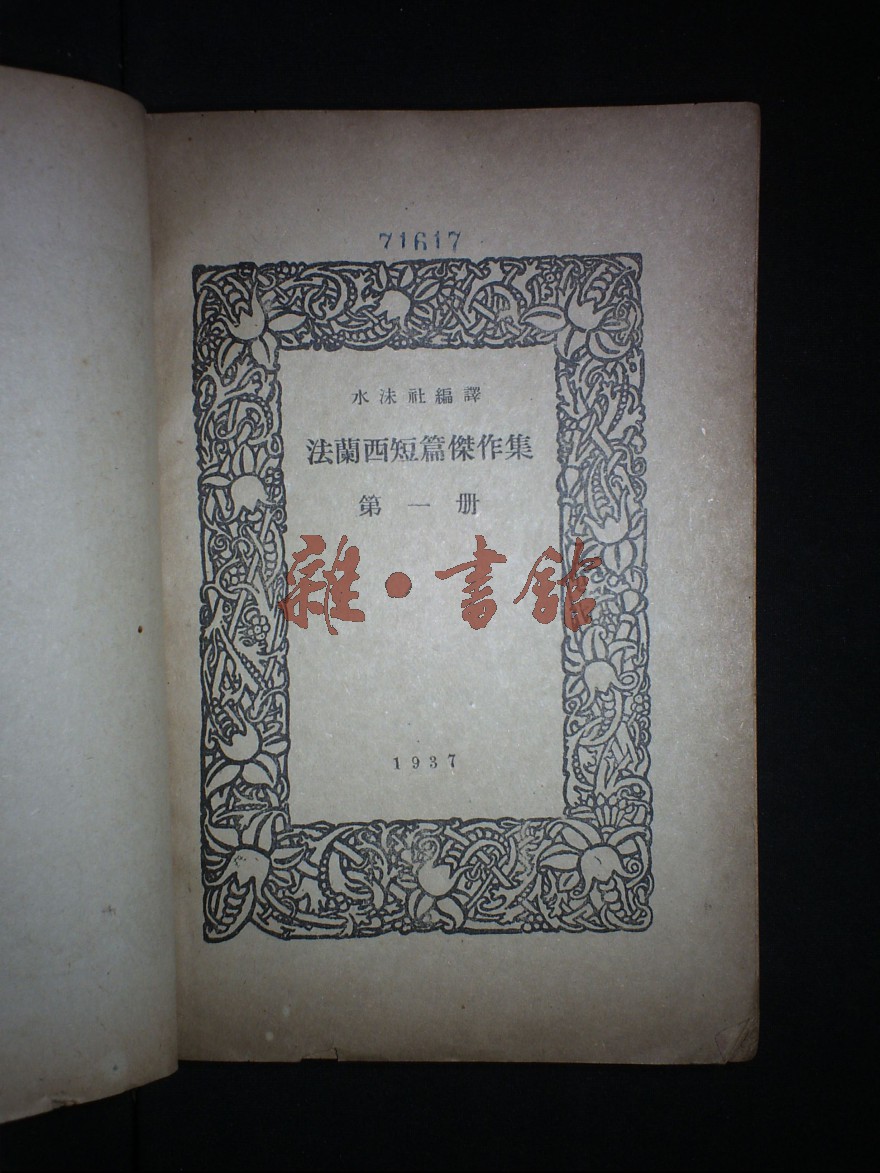 71617
水沫社編譯
法蘭西短篇傑作集
第一册
雜·書館
1937